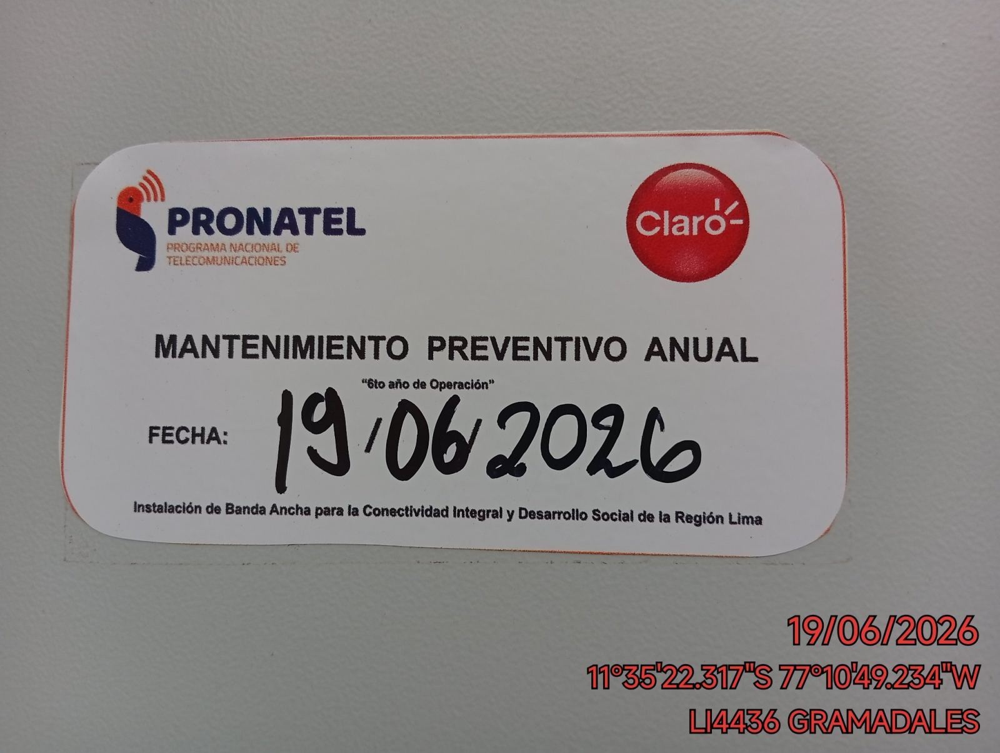 PRONATEL
PROGRAMA NACIONAL DE
TELECOMUNICACIONES
Claro
MANTENIMIENTO PREVENTIVO ANUAL
“6to año de Operación”
FECHA: 19/06/2026
Instalación de Banda Ancha para la Conectividad Integral y Desarrollo Social de la Región Lima
19/06/2026
11°35'22.317"S 77°10'49.234"W
LI4436 GRAMADALES